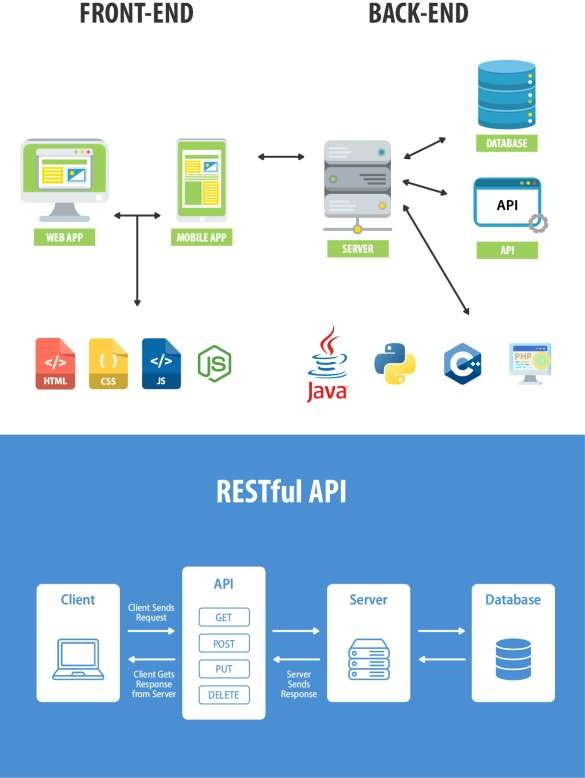 FRONT-END
BACK-END
DATABASE
API
WEB APP
MOBILE APP
SERVER
API
</>
HTML
{ }
CSS
</>
JS
JS
Java
C++
PHP
RESTful API
Client
API
Server
Database
Client Sends
Request
GET
POST
PUT
DELETE
Client Gets
Response
from Server
Server
Sends
Response